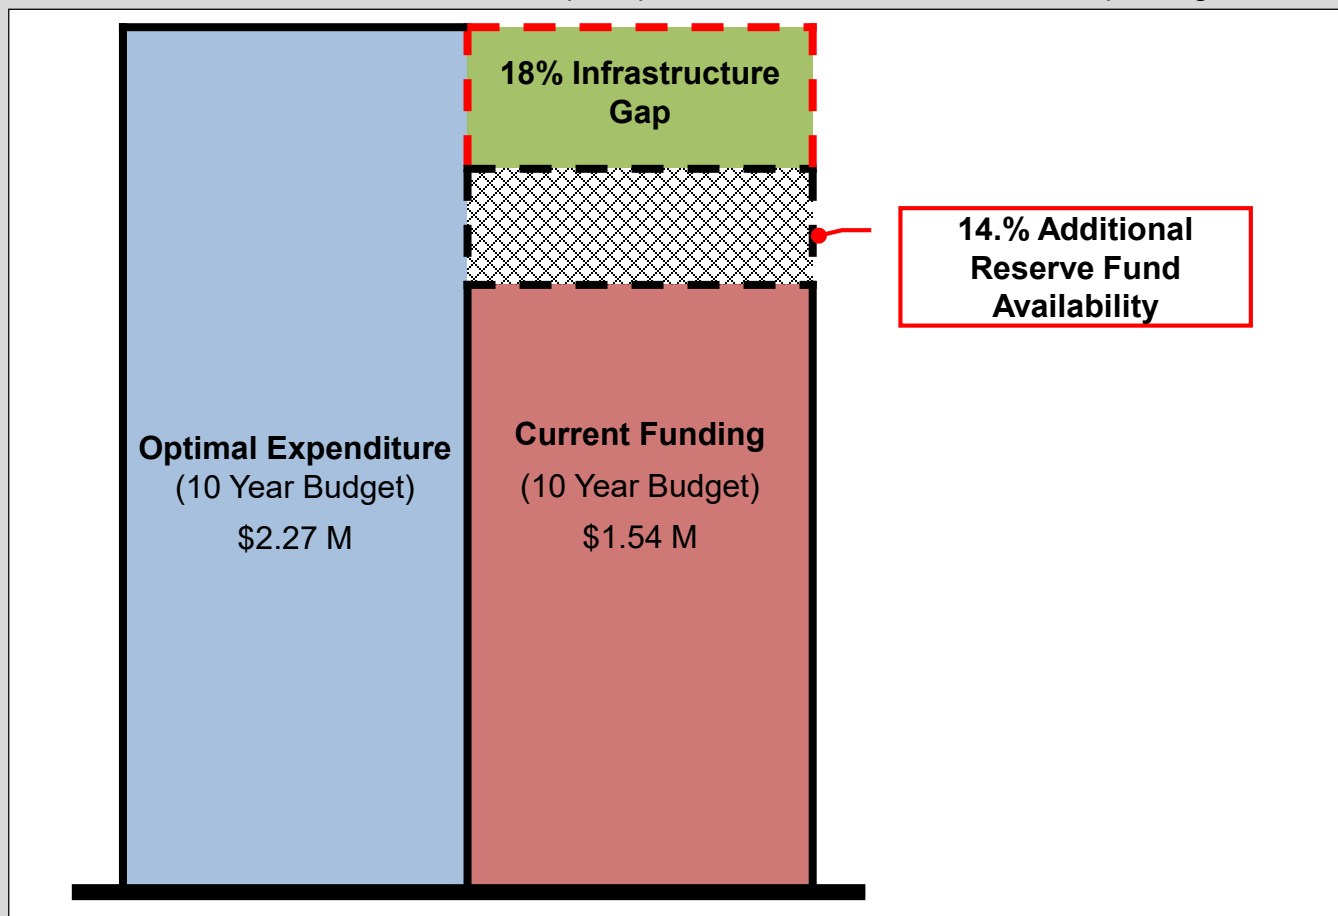 18% Infrastructure
Gap
14.% Additional
Reserve Fund
Availability
Optimal Expenditure
(10 Year Budget)
$2.27 M
Current Funding
(10 Year Budget)
$1.54 M